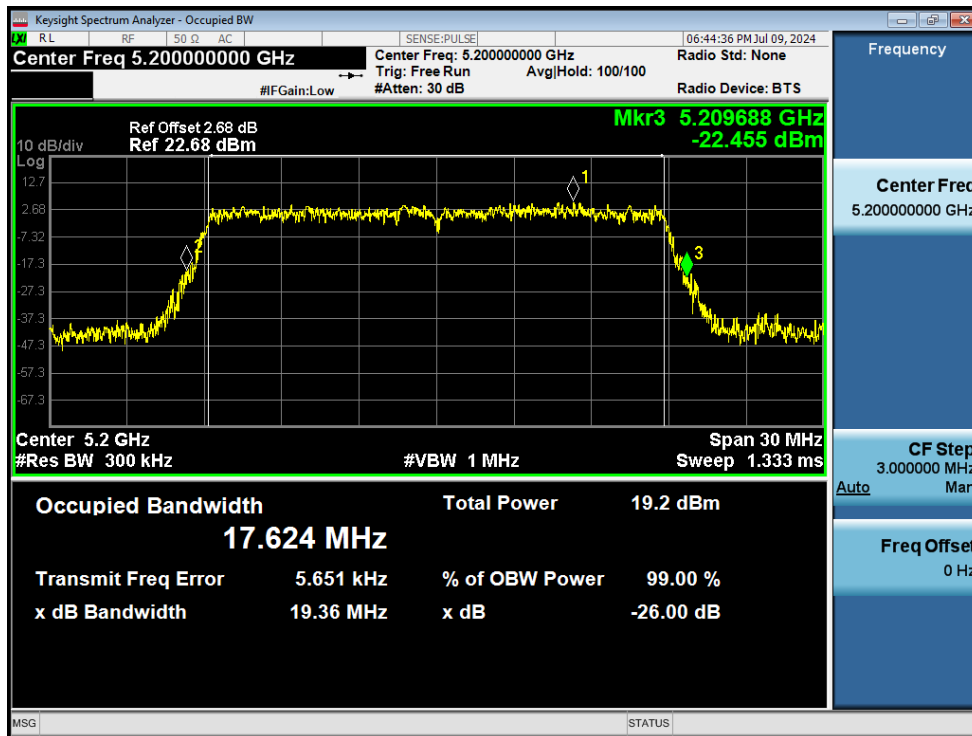 Keysight Spectrum Analyzer - Occupied BW
LXI RL RF 50 Ω AC SENSE:PULSE 06:44:36 PM Jul 09, 2024
Center Freq 5.200000000 GHz
Center Freq: 5.200000000 GHz
Radio Std: None
Trig: Free Run Avg|Hold: 100/100
#IFGain:Low #Atten: 30 dB Radio Device: BTS
Mkr3 5.209688 GHz
-22.455 dBm
Ref Offset 2.68 dB
10 dB/div Ref 22.68 dBm
Log
12.7
2.68
-7.32
-17.3
-27.3
-37.3
-47.3
-57.3
-67.3
1
2
3
Center 5.2 GHz Span 30 MHz
#Res BW 300 kHz #VBW 1 MHz Sweep 1.333 ms
Occupied Bandwidth Total Power 19.2 dBm
17.624 MHz
Transmit Freq Error 5.651 kHz % of OBW Power 99.00 %
x dB Bandwidth 19.36 MHz x dB -26.00 dB
Frequency
Center Freq
5.200000000 GHz
CF Step
3.000000 MHz
Auto Man
Freq Offset
0 Hz
MSG STATUS